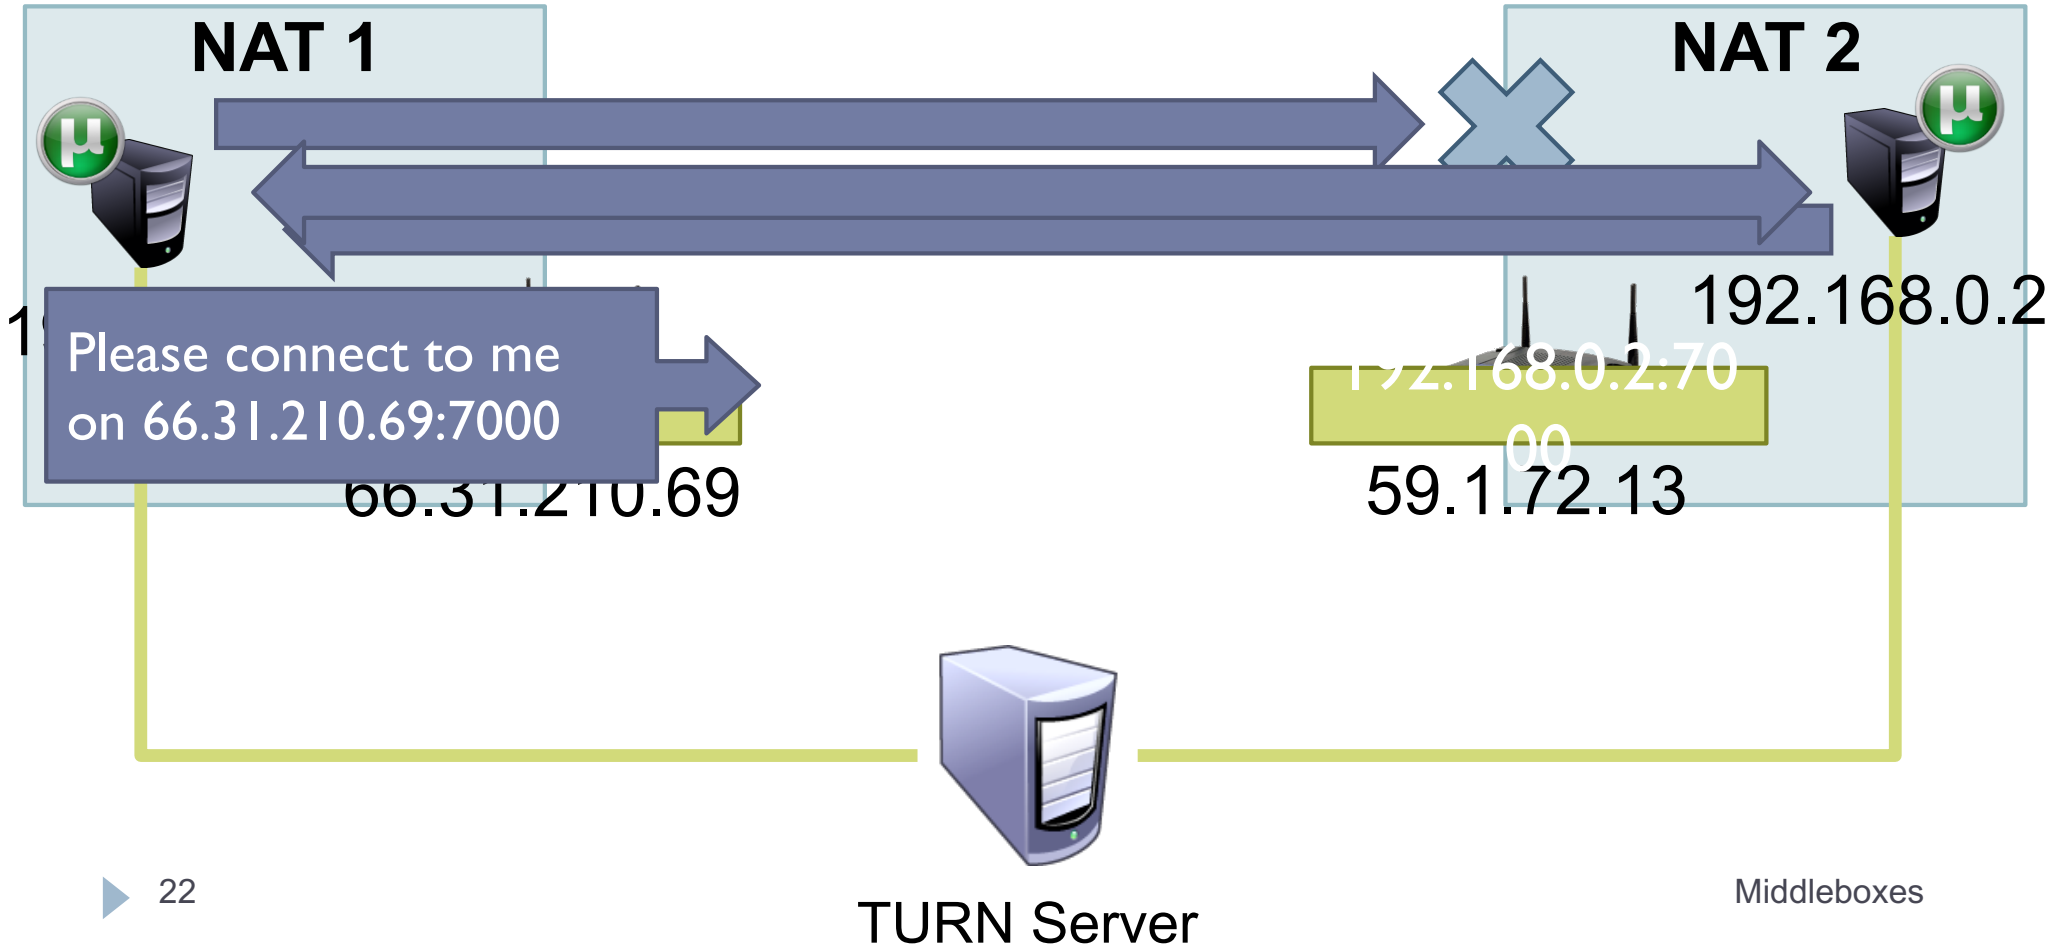 NAT 1
NAT 2
192.168.0.2
Please connect to me
on 66.31.210.69:7000
192.168.0.2:70
00
66.31.210.69
59.1.72.13
22
Middleboxes
TURN Server